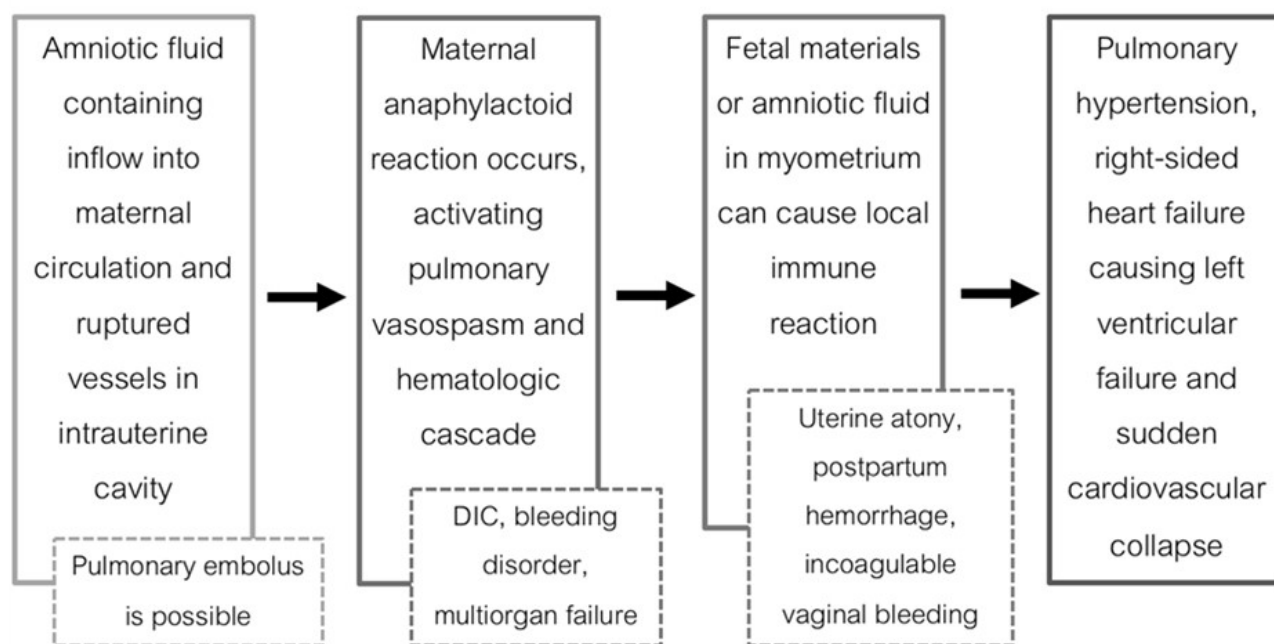 Amniotic fluid
containing
inflow into
maternal
circulation and
ruptured
vessels in
intrauterine
cavity
Pulmonary embolus
is possible
Maternal
anaphylactoid
reaction occurs,
activating
pulmonary
vasospasm and
hematologic
cascade
DIC, bleeding
disorder,
multiorgan failure
Fetal materials
or amniotic fluid
in myometrium
can cause local
immune
reaction
Uterine atony,
postpartum
hemorrhage,
incoagulable
vaginal bleeding
Pulmonary
hypertension,
right-sided
heart failure
causing left
ventricular
failure and
sudden
cardiovascular
collapse